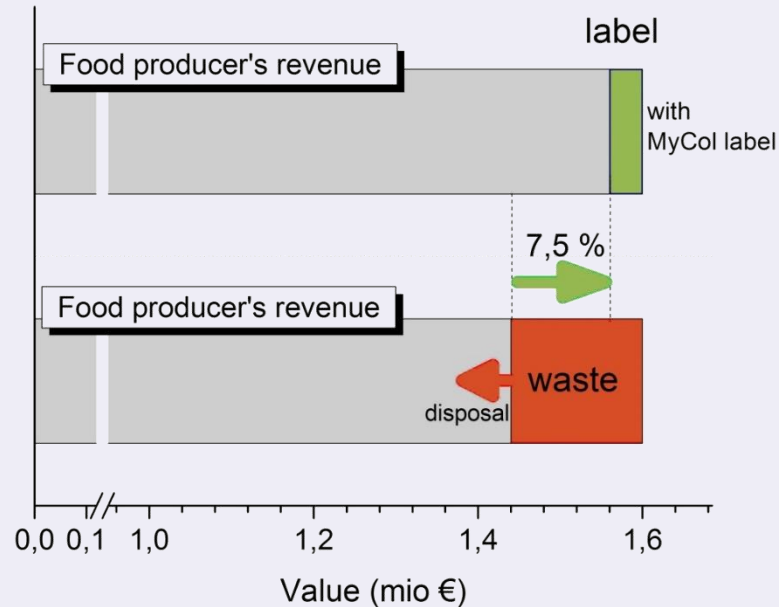 label
Food producer's revenue
with
MyCol label
7,5 %
Food producer's revenue
waste
disposal
0,0 0,1 1,0 1,2 1,4 1,6
Value (mio €)